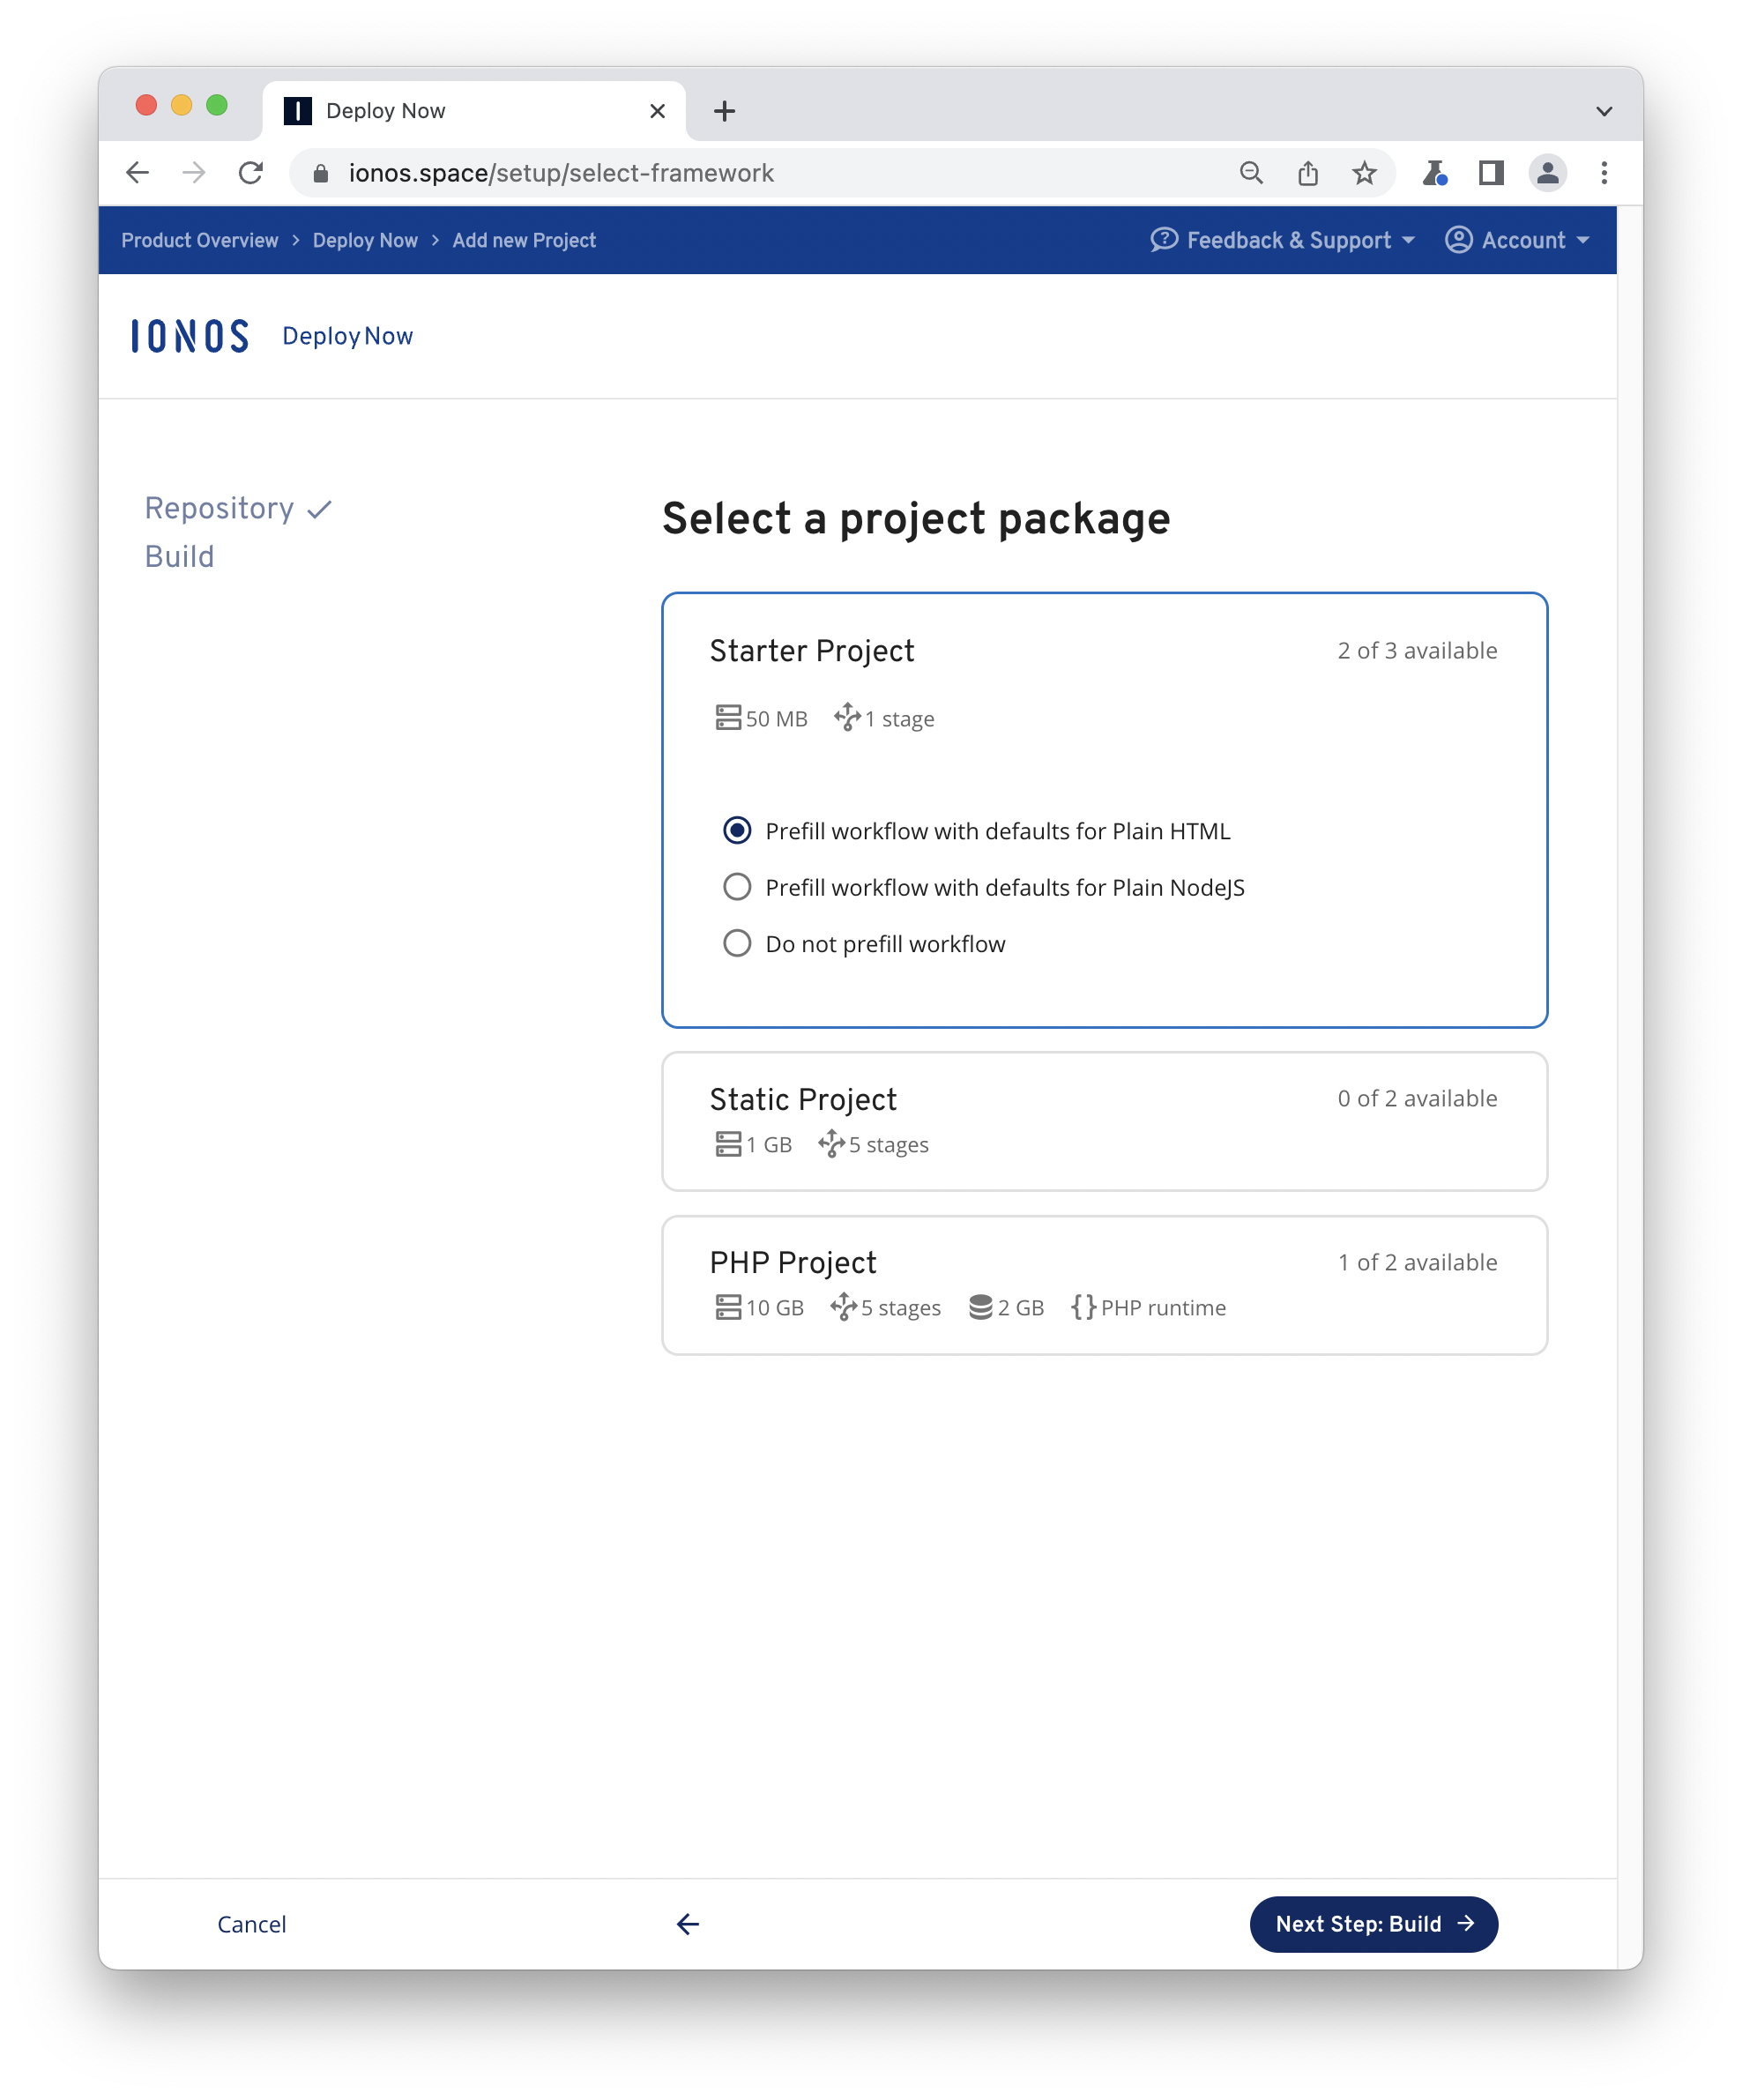 Deploy Now
ionos.space/setup/select-framework
Product Overview > Deploy Now > Add new Project Feedback & Support Account
IONOS Deploy Now
Repository
Build
Select a project package
Starter Project 2 of 3 available
50 MB 1 stage
Prefill workflow with defaults for Plain HTML
Prefill workflow with defaults for Plain NodeJS
Do not prefill workflow
Static Project 0 of 2 available
1 GB 5 stages
PHP Project 1 of 2 available
10 GB 5 stages 2 GB {} PHP runtime
Cancel Next Step: Build